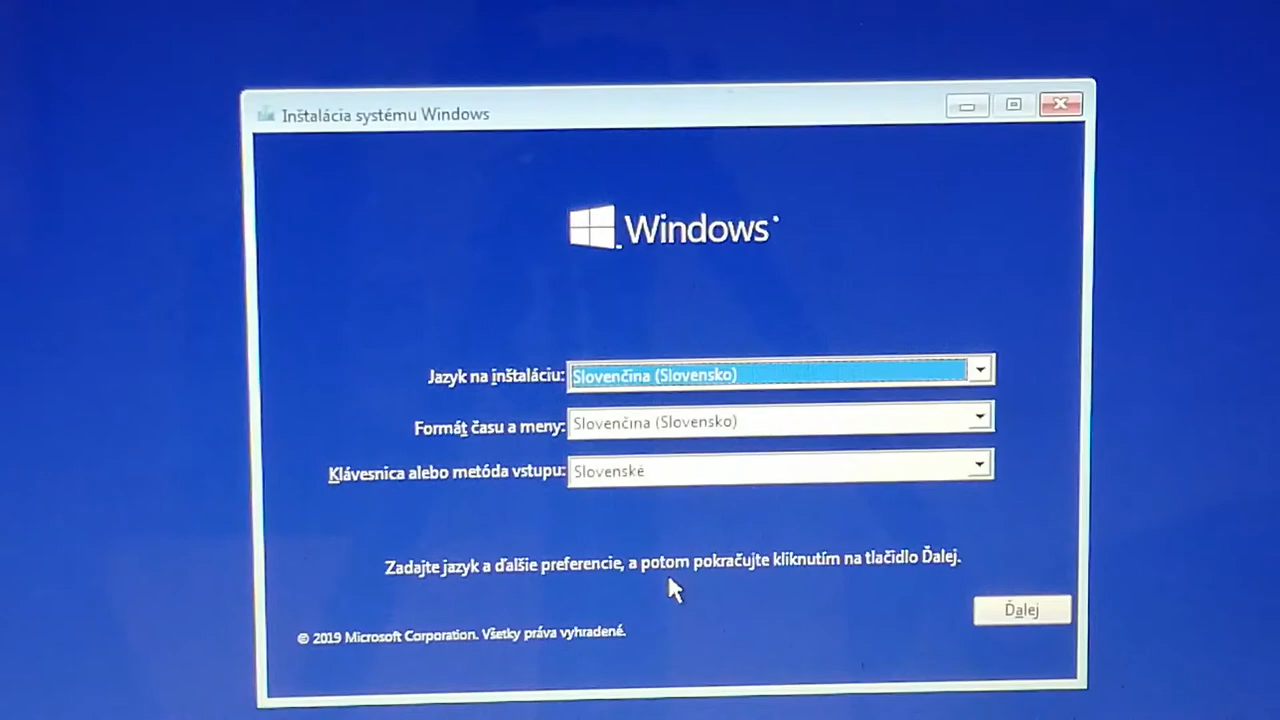 Inštalácia systému Windows
Windows
Jazyk na inštaláciu: Slovenčina (Slovensko)
Formát času a meny: Slovenčina (Slovensko)
Klávesnica alebo metóda vstupu: Slovenské
Zadajte jazyk a ďalšie preferencie, a potom pokračujte kliknutím na tlačidlo Ďalej.
Ďalej
© 2019 Microsoft Corporation. Všetky práva vyhradené.